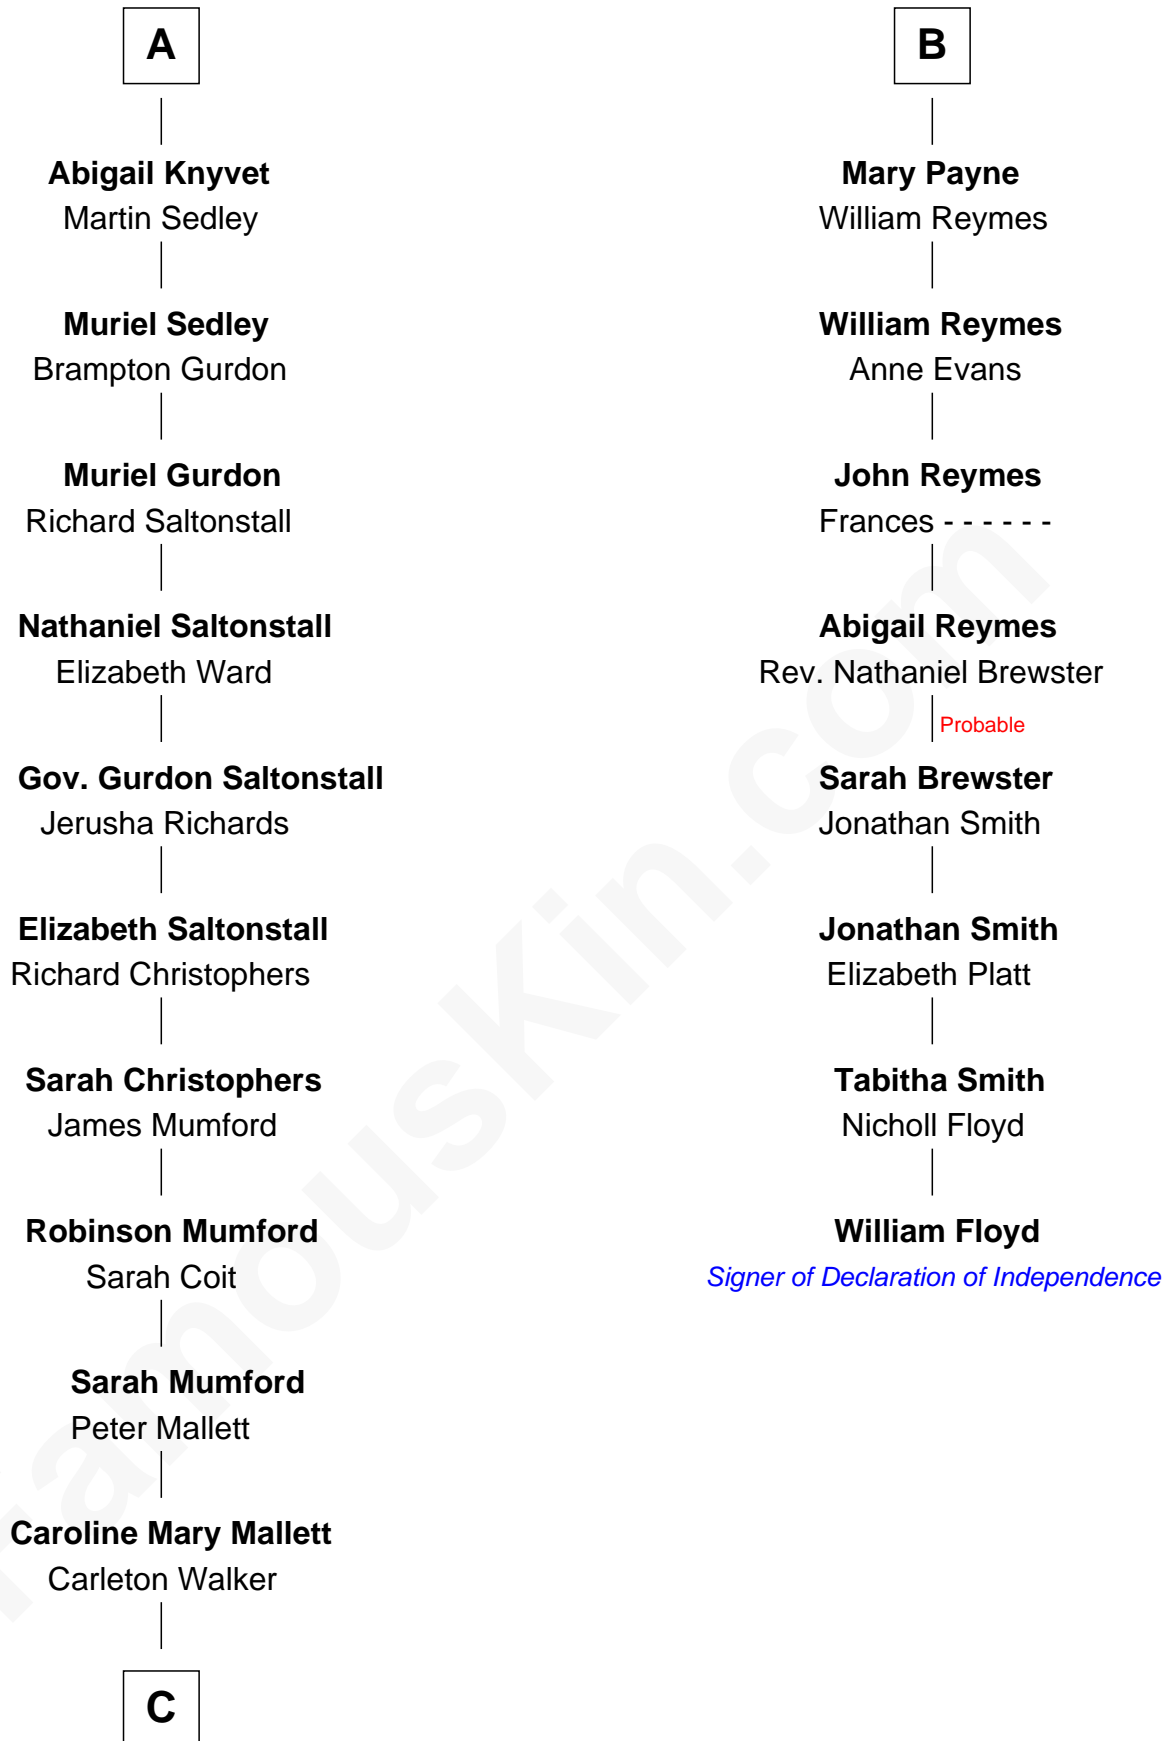 A
Abigail Knyvet
Martin Sedley
Muriel Sedley
Brampton Gurdon
Muriel Gurdon
Richard Saltonstall
Nathaniel Saltonstall
Elizabeth Ward
Gov. Gurdon Saltonstall
Jerusha Richards
Elizabeth Saltonstall
Richard Christophers
Sarah Christophers
James Mumford
Robinson Mumford
Sarah Coit
Sarah Mumford
Peter Mallett
Caroline Mary Mallett
Carleton Walker
C
B
Mary Payne
William Reymes
William Reymes
Anne Evans
John Reymes
Frances - - - - - -
Abigail Reymes
Rev. Nathaniel Brewster
Probable
Sarah Brewster
Jonathan Smith
Jonathan Smith
Elizabeth Platt
Tabitha Smith
Nicholl Floyd
William Floyd
Signer of Declaration of Independence
FamousKin.com